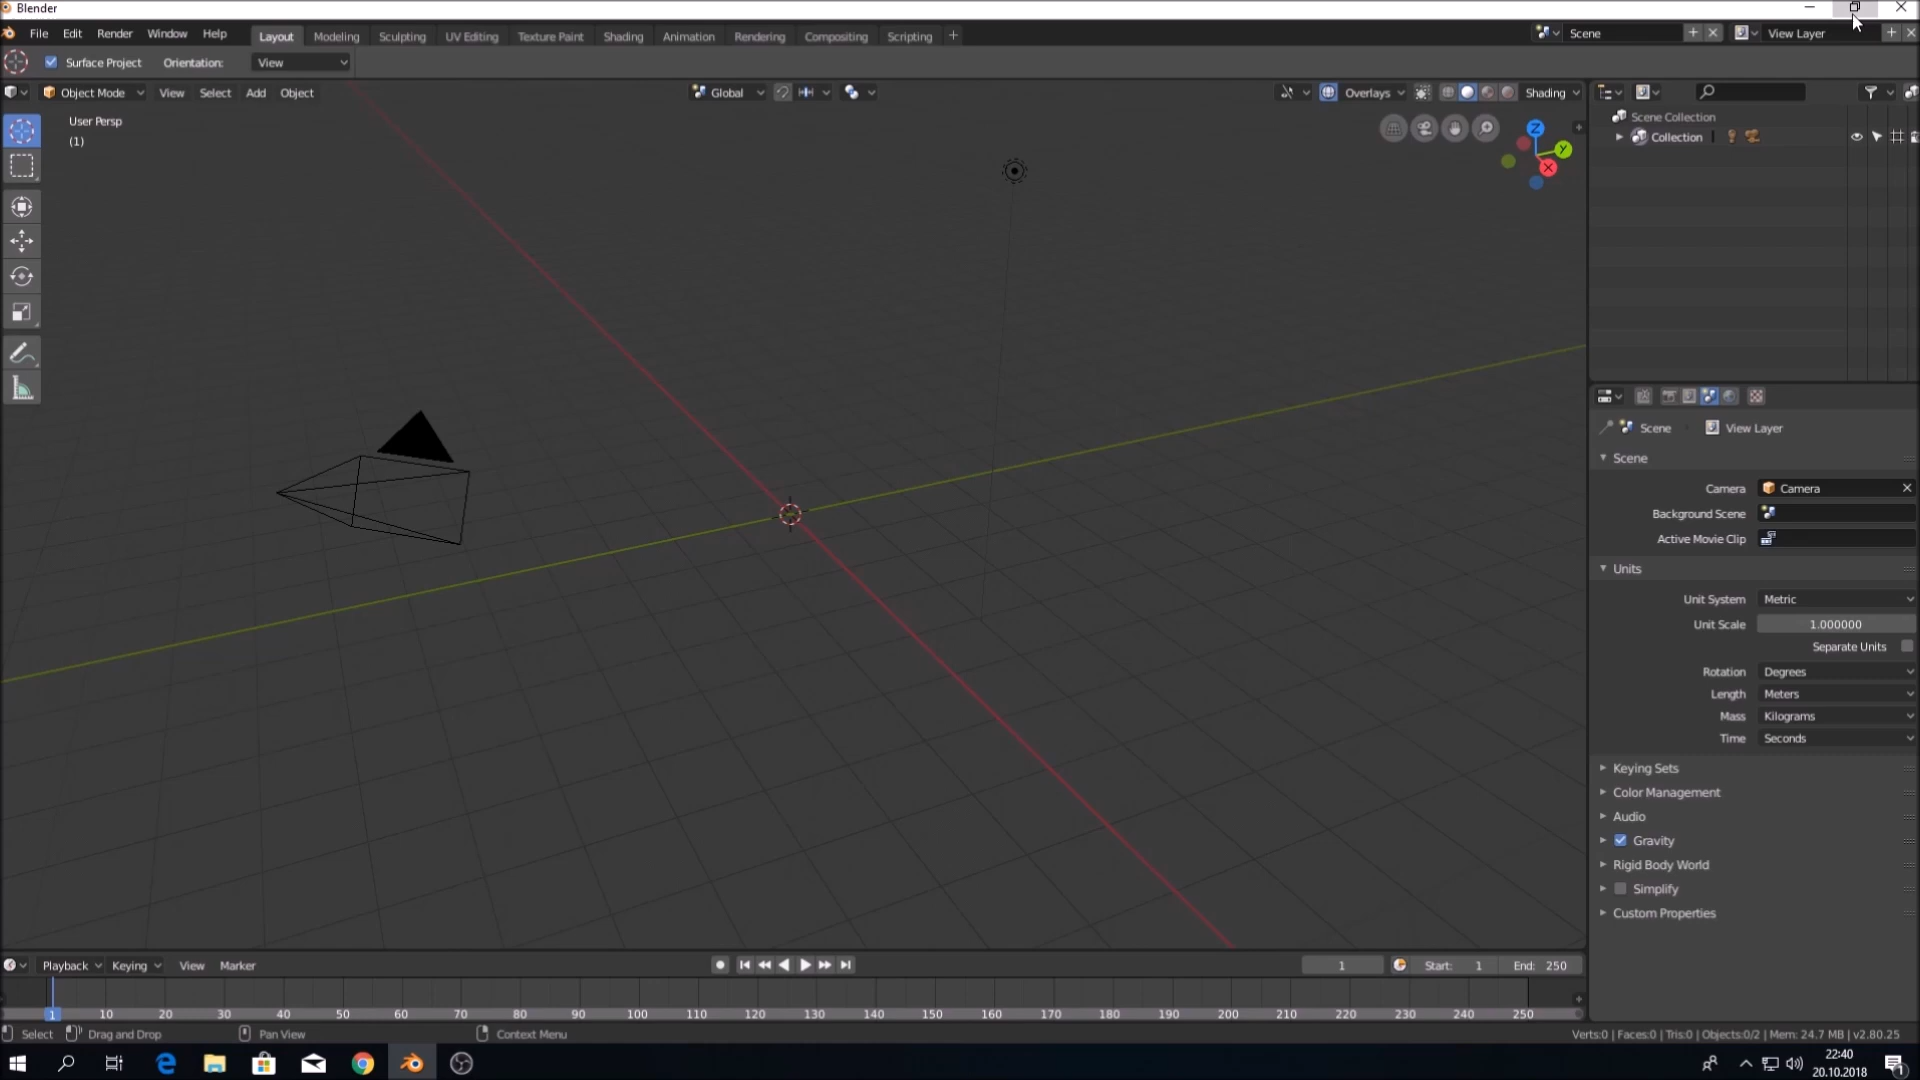 Blender
File Edit Render Window Help Layout Modeling Sculpting UV Editing Texture Paint Shading Animation Rendering Compositing Scripting + Scene View Layer
Surface Project Orientation: View
Object Mode View Select Add Object Global Overlays Shading
User Persp
(1)
Z
Y
X
Scene Collection
Collection
Scene View Layer
Scene
Camera Camera
Background Scene
Active Movie Clip
Units
Unit System Metric
Unit Scale 1.000000
Separate Units
Rotation Degrees
Length Meters
Mass Kilograms
Time Seconds
Keying Sets
Color Management
Audio
Gravity
Rigid Body World
Simplify
Custom Properties
Playback Keying View Marker 1 Start: 1 End: 250
1 10 20 30 40 50 60 70 80 90 100 110 120 130 140 150 160 170 180 190 200 210 220 230 240 250
Select Drag and Drop Pan View Context Menu Verts:0 | Faces:0 | Tris:0 | Objects:0/2 | Mem: 24.7 MB | v2.80.25
22:40
20.10.2018
1